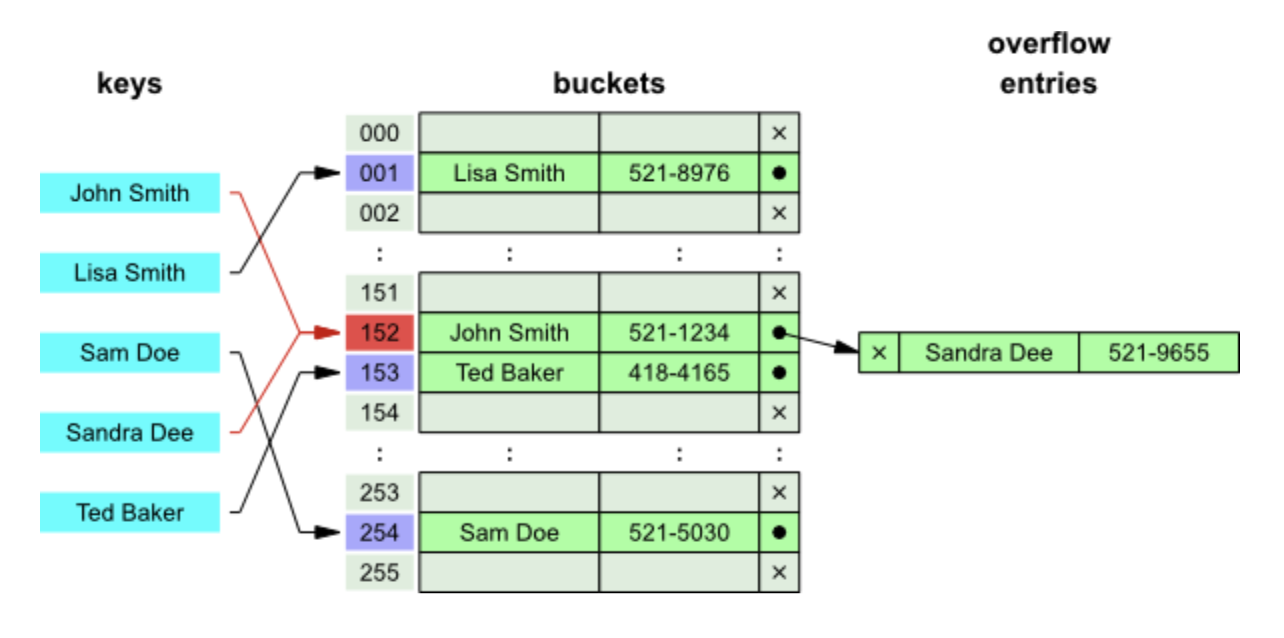 overflow
keys buckets entries
000 ×
John Smith 001 Lisa Smith 521-8976 ●
002 ×
Lisa Smith : : : :
151 ×
152 John Smith 521-1234 ●
Sam Doe × Sandra Dee 521-9655
153 Ted Baker 418-4165 ●
154 ×
Sandra Dee
: : : :
253 ×
Ted Baker
254 Sam Doe 521-5030 ●
255 ×